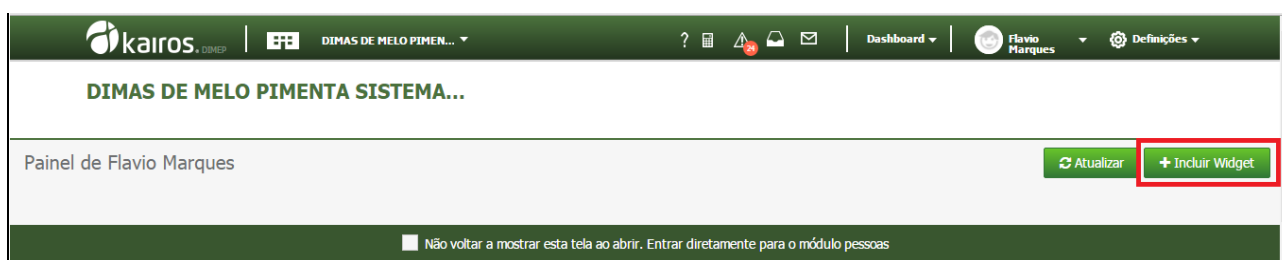 kairos. DIMEP DIMAS DE MELO PIMEN... ? 24 Dashboard Flavio Marques Definições
DIMAS DE MELO PIMENTA SISTEMA...
Painel de Flavio Marques Atualizar + Incluir Widget
Não voltar a mostrar esta tela ao abrir. Entrar diretamente para o módulo pessoas